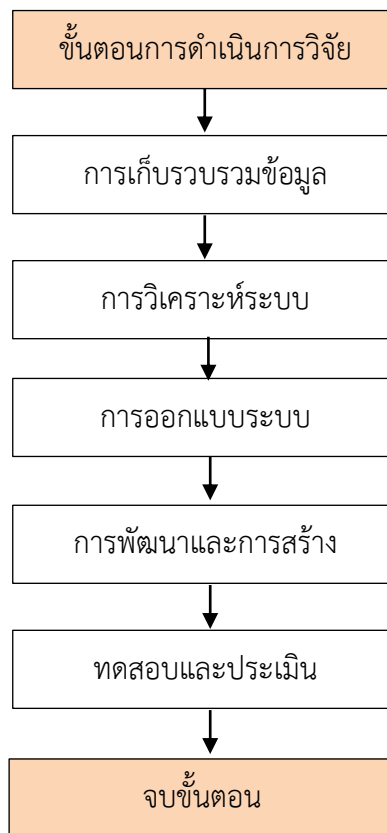 ขั้นตอนการดำเนินการวิจัย
การเก็บรวบรวมข้อมูล
การวิเคราะห์ระบบ
การออกแบบระบบ
การพัฒนาและการสร้าง
ทดสอบและประเมิน
จบขั้นตอน